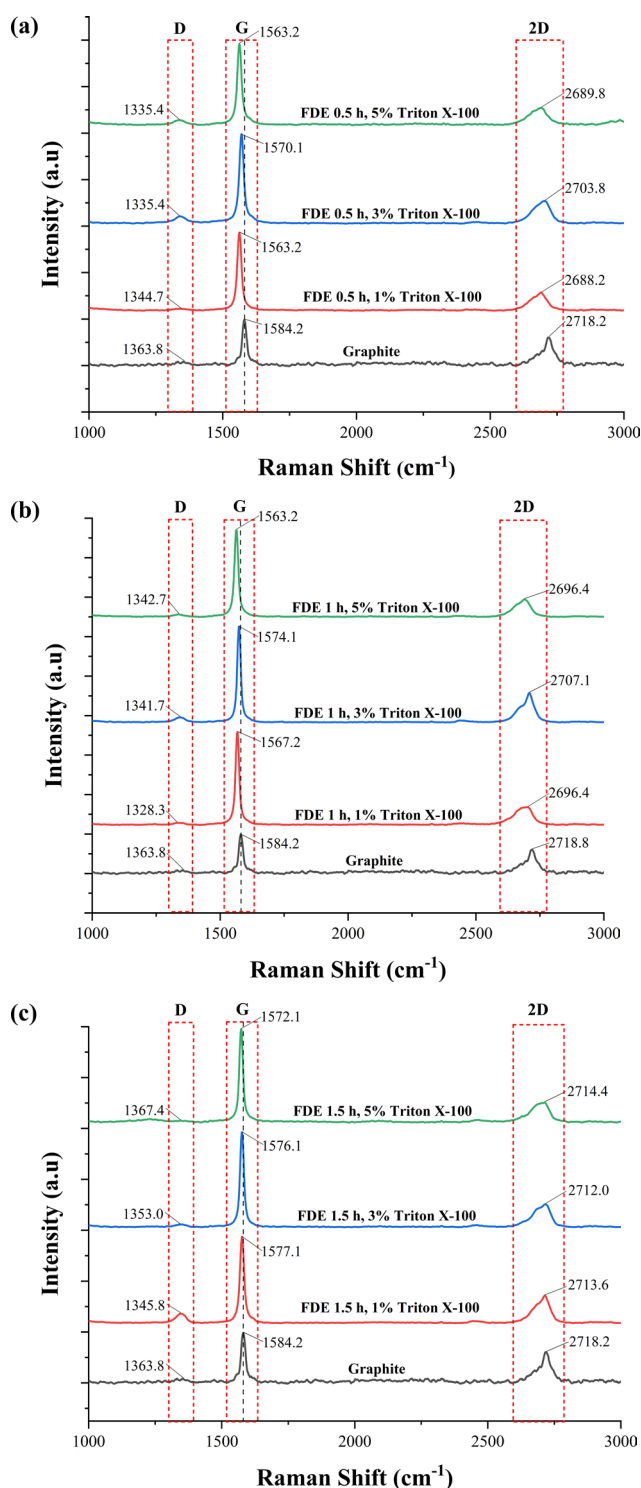 (a)
D
G
1563.2
2D
1335.4
FDE 0.5 h, 5% Triton X-100
2689.8
1570.1
1335.4
FDE 0.5 h, 3% Triton X-100
2703.8
1563.2
1344.7
FDE 0.5 h, 1% Triton X-100
2688.2
1584.2
2718.2
1363.8
Graphite
Intensity (a.u)
1000 1500 2000 2500 3000
Raman Shift (cm⁻¹)
(b)
D
G
1563.2
2D
1342.7
FDE 1 h, 5% Triton X-100
2696.4
1574.1
1341.7
FDE 1 h, 3% Triton X-100
2707.1
1567.2
1328.3
FDE 1 h, 1% Triton X-100
2696.4
1584.2
2718.8
1363.8
Graphite
Intensity (a.u)
1000 1500 2000 2500 3000
Raman Shift (cm⁻¹)
(c)
D
G
1572.1
2D
1367.4
FDE 1.5 h, 5% Triton X-100
2714.4
1576.1
1353.0
FDE 1.5 h, 3% Triton X-100
2712.0
1577.1
1345.8
FDE 1.5 h, 1% Triton X-100
2713.6
1584.2
2718.2
1363.8
Graphite
Intensity (a.u)
1000 1500 2000 2500 3000
Raman Shift (cm⁻¹)